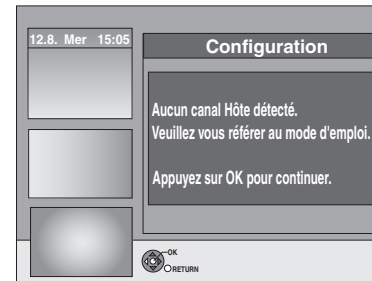 12.8. Mer 15:05
Configuration
Aucun canal Hôte détecté.
Veuillez vous référer au mode d'emploi.
Appuyez sur OK pour continuer.
OK
RETURN